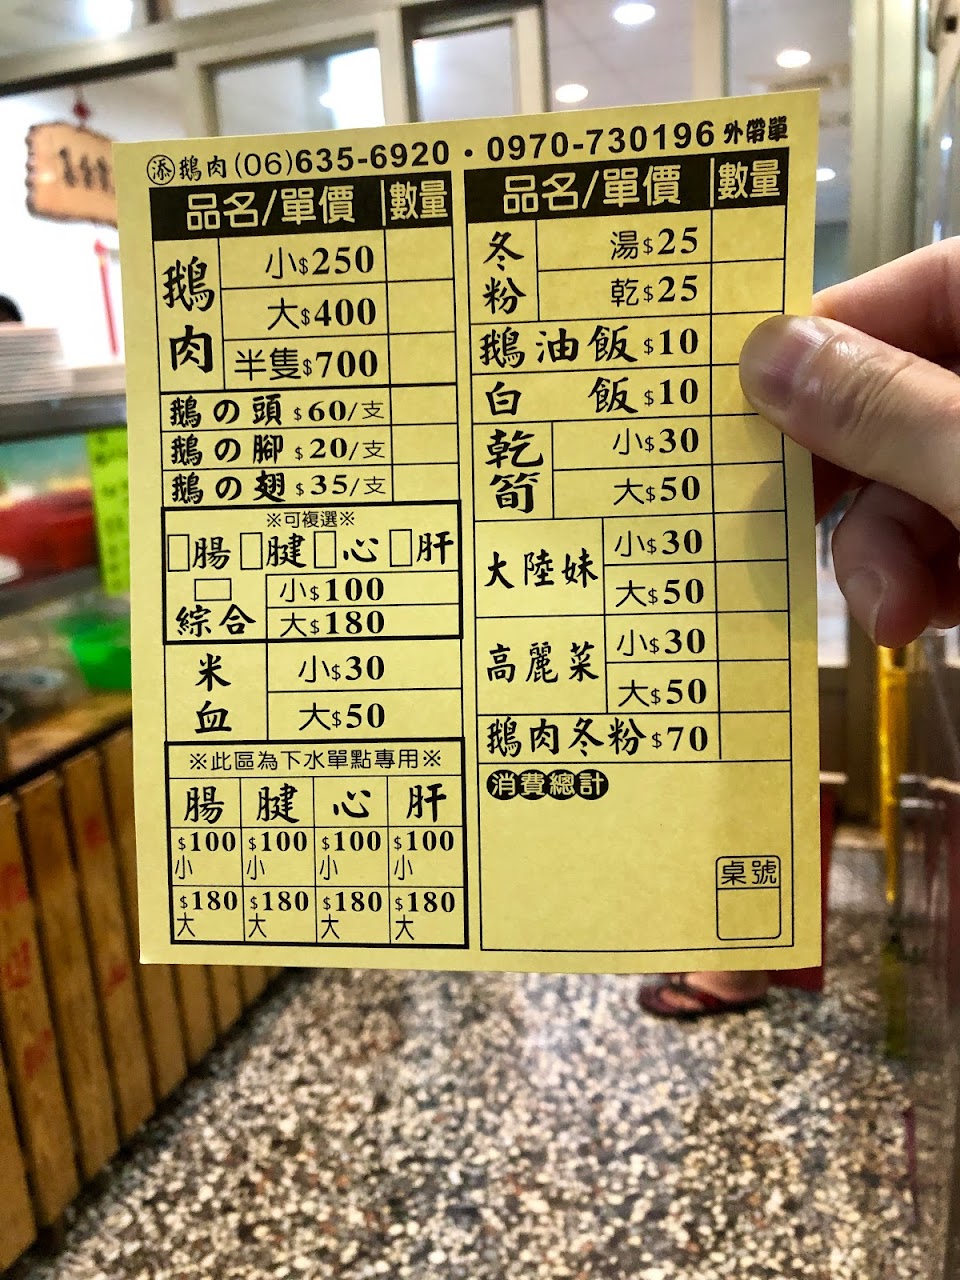 添鵝肉(06)635-6920・0970-730196 外帶單
品名/單價 數量
鵝肉
小$250
大$400
半隻$700
鵝の頭 $60/支
鵝の腳 $20/支
鵝の翅 $35/支
※可複選※
□腸□腱□心□肝
□綜合
小$100
大$180
米血
小$30
大$50
※此區為下水單點專用※
腸 腱 心 肝
$100 $100 $100 $100
小 小 小 小
$180 $180 $180 $180
大 大 大 大
品名/單價 數量
冬粉
湯$25
乾$25
鵝油飯$10
白飯$10
乾筍
小$30
大$50
大陸妹
小$30
大$50
高麗菜
小$30
大$50
鵝肉冬粉$70
消費總計
桌號